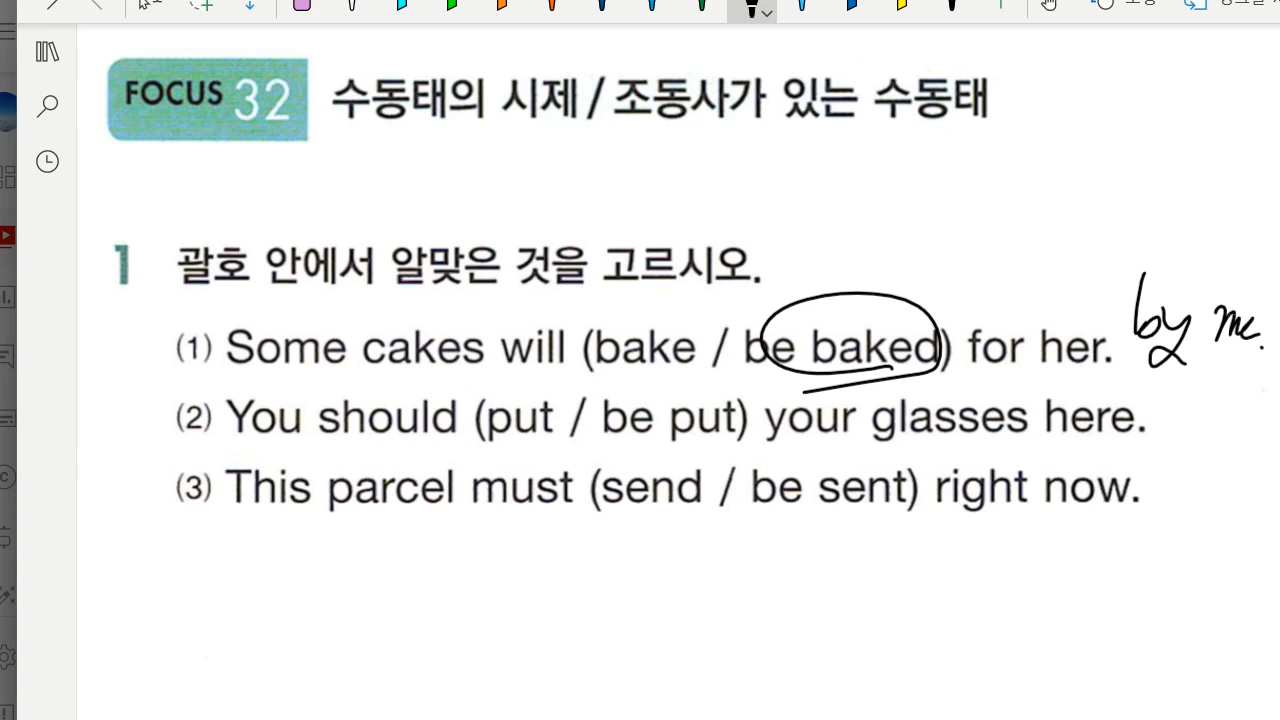 FOCUS 32 수동태의 시제 / 조동사가 있는 수동태
1 괄호 안에서 알맞은 것을 고르시오.
(1) Some cakes will (bake / be baked) for her. by me.
(2) You should (put / be put) your glasses here.
(3) This parcel must (send / be sent) right now.